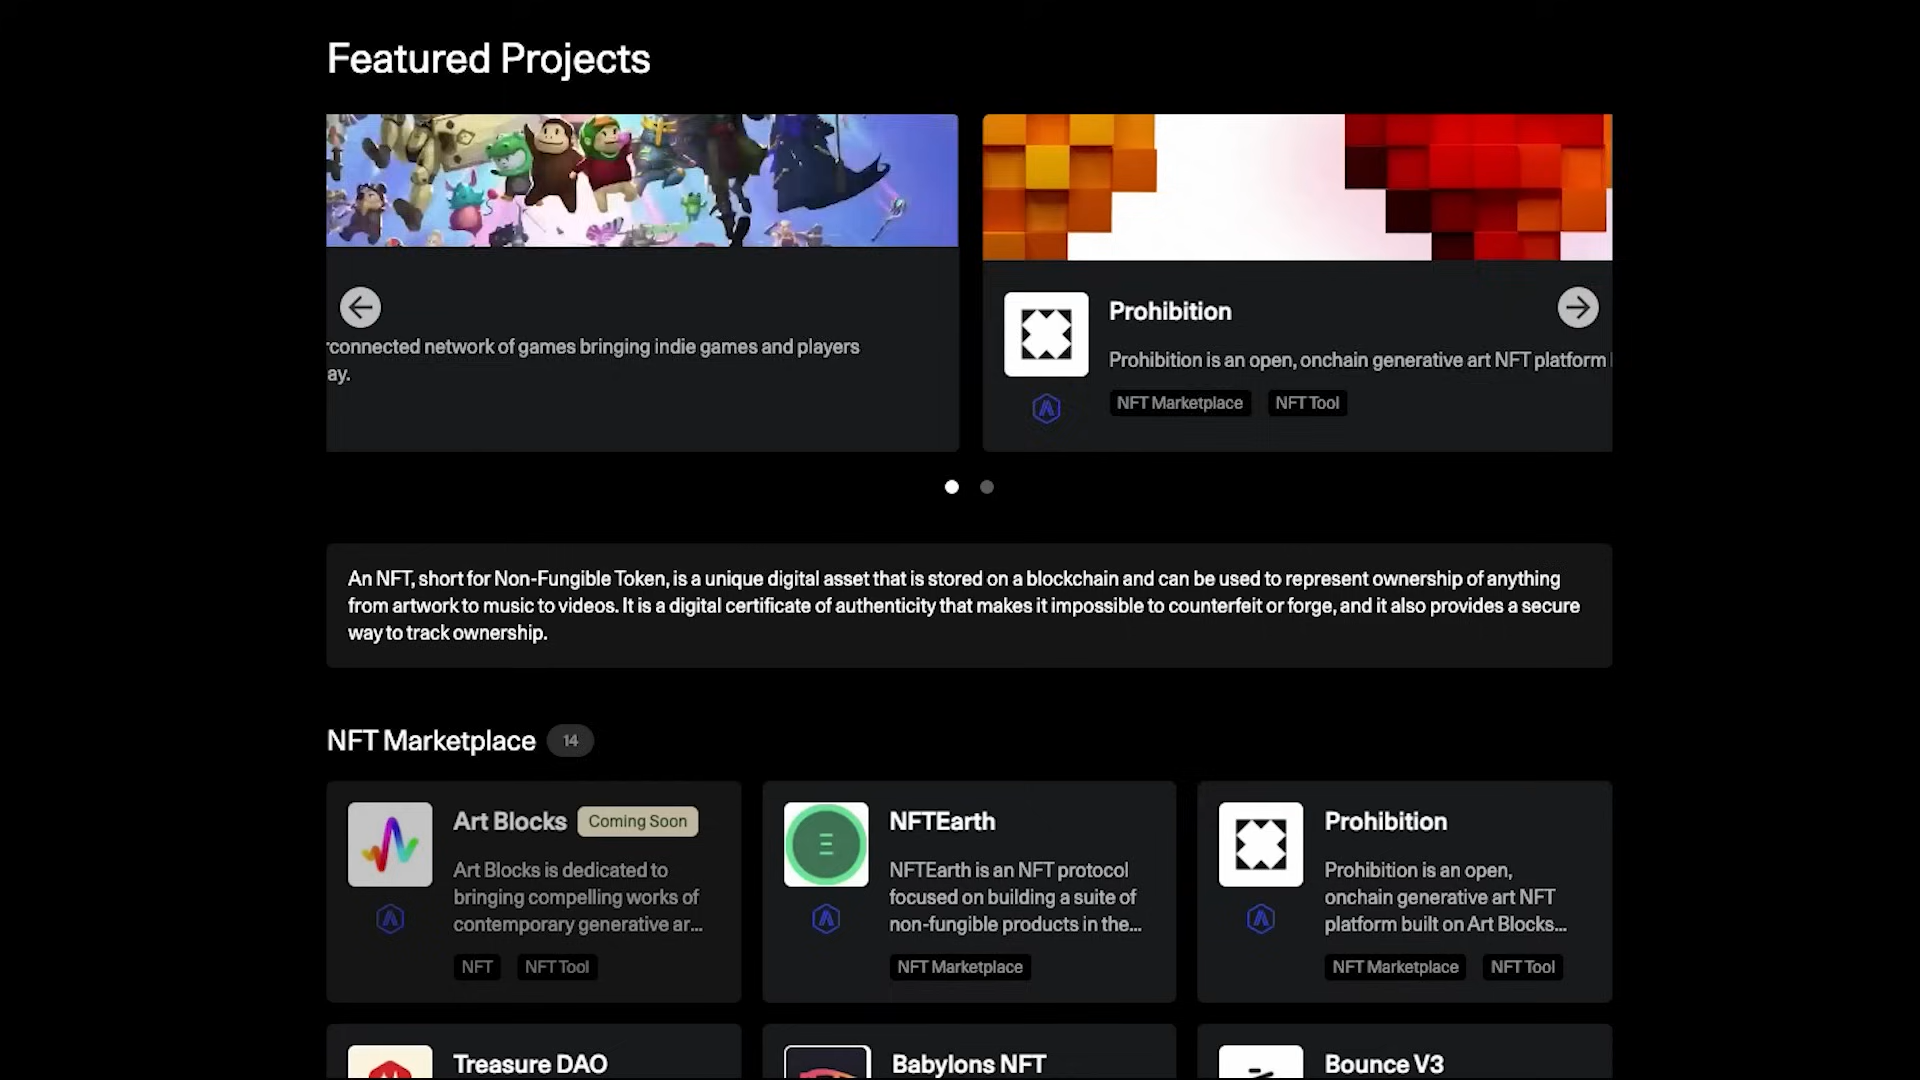 Featured Projects
connected network of games bringing indie games and players
ay.
Prohibition
Prohibition is an open, onchain generative art NFT platform
NFT Marketplace NFT Tool
An NFT, short for Non-Fungible Token, is a unique digital asset that is stored on a blockchain and can be used to represent ownership of anything
from artwork to music to videos. It is a digital certificate of authenticity that makes it impossible to counterfeit or forge, and it also provides a secure
way to track ownership.
NFT Marketplace 14
Art Blocks Coming Soon
Art Blocks is dedicated to
bringing compelling works of
contemporary generative ar...
NFT NFT Tool
NFTEarth
NFTEarth is an NFT protocol
focused on building a suite of
non-fungible products in the...
NFT Marketplace
Prohibition
Prohibition is an open,
onchain generative art NFT
platform built on Art Blocks...
NFT Marketplace NFT Tool
Treasure DAO
Babylons NFT
Bounce V3